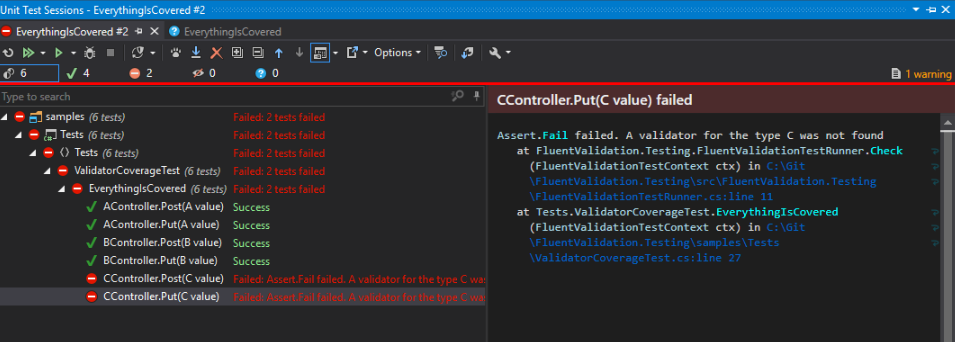 Unit Test Sessions - EverythingIsCovered #2
EverythingIsCovered #2
EverythingIsCovered
Options
6
4
2
0
0
1 warning
Type to search
samples (6 tests) Failed: 2 tests failed
Tests (6 tests) Failed: 2 tests failed
Tests (6 tests) Failed: 2 tests failed
ValidatorCoverageTest (6 tests) Failed: 2 tests failed
EverythingIsCovered (6 tests) Failed: 2 tests failed
AController.Post(A value) Success
AController.Put(A value) Success
BController.Post(B value) Success
BController.Put(B value) Success
CController.Post(C value) Failed: Assert.Fail failed. A validator for the type C was
CController.Put(C value) Failed: Assert.Fail failed. A validator for the type C was
CController.Put(C value) failed
Assert.Fail failed. A validator for the type C was not found
at FluentValidation.Testing.FluentValidationTestRunner.Check
(FluentValidationTestContext ctx) in C:\Git
\FluentValidation.Testing\src\FluentValidation.Testing
\FluentValidationTestRunner.cs:line 11
at Tests.ValidatorCoverageTest.EverythingIsCovered
(FluentValidationTestContext ctx) in C:\Git
\FluentValidation.Testing\samples\Tests
\ValidatorCoverageTest.cs:line 27